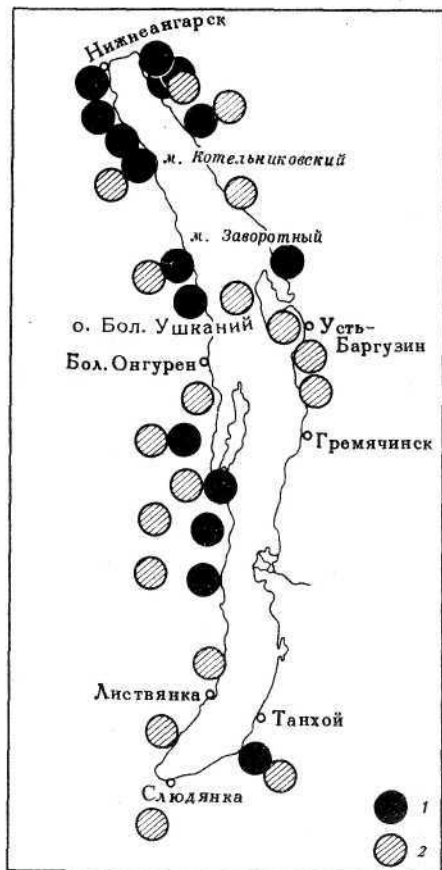 Нижнеангарск
м. Котельниковский
м. Заворотный
о. Бол. Ушканий
Усть-
Баргузин
Бол. Онгурен
Гремячинск
Листвянка
Танхой
Слюдянка
1
2